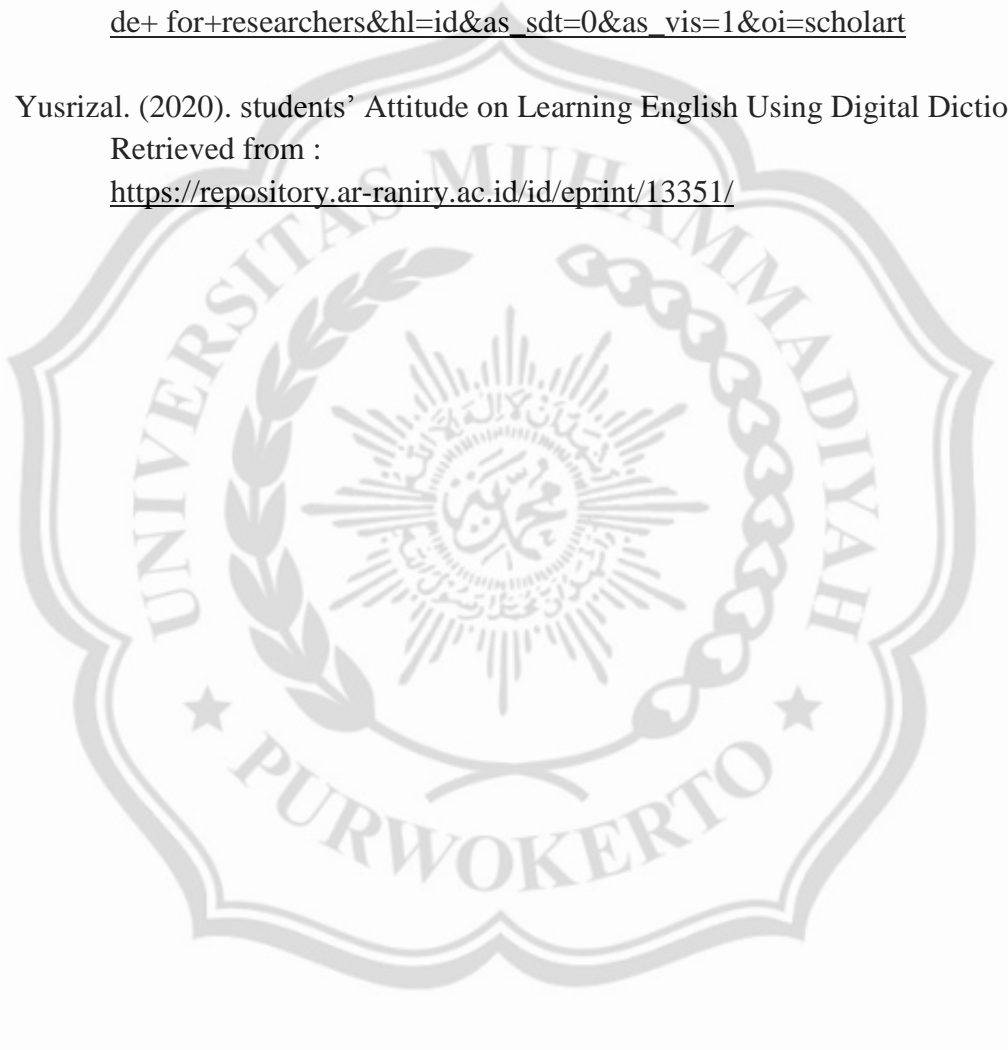 de+ for+researchers&hl=id&as_sdt=0&as_vis=1&oi=scholart
Yusrizal. (2020). students’ Attitude on Learning English Using Digital Dictio
Retrieved from :
https://repository.ar-raniry.ac.id/id/eprint/13351/
UNIVERSITAS MUHAMMADIYAH
محمد
PURWOKERTO